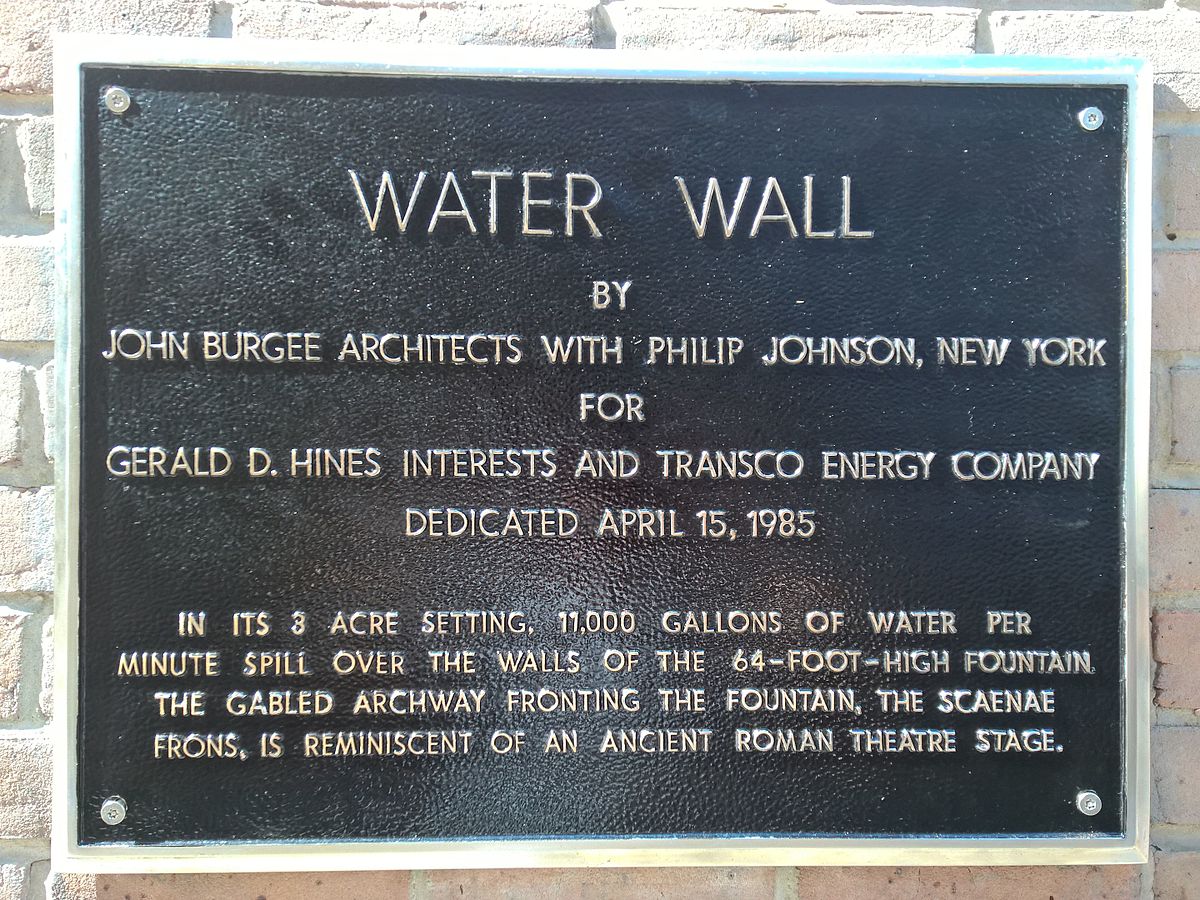 WATER WALL
BY
JOHN BURGEE ARCHITECTS WITH PHILIP JOHNSON, NEW YORK
FOR
GERALD D. HINES INTERESTS AND TRANSCO ENERGY COMPANY
DEDICATED APRIL 15, 1985
IN ITS 3 ACRE SETTING, 11,000 GALLONS OF WATER PER
MINUTE SPILL OVER THE WALLS OF THE 64-FOOT-HIGH FOUNTAIN.
THE GABLED ARCHWAY FRONTING THE FOUNTAIN, THE SCAENAE
FRONS, IS REMINISCENT OF AN ANCIENT ROMAN THEATRE STAGE.